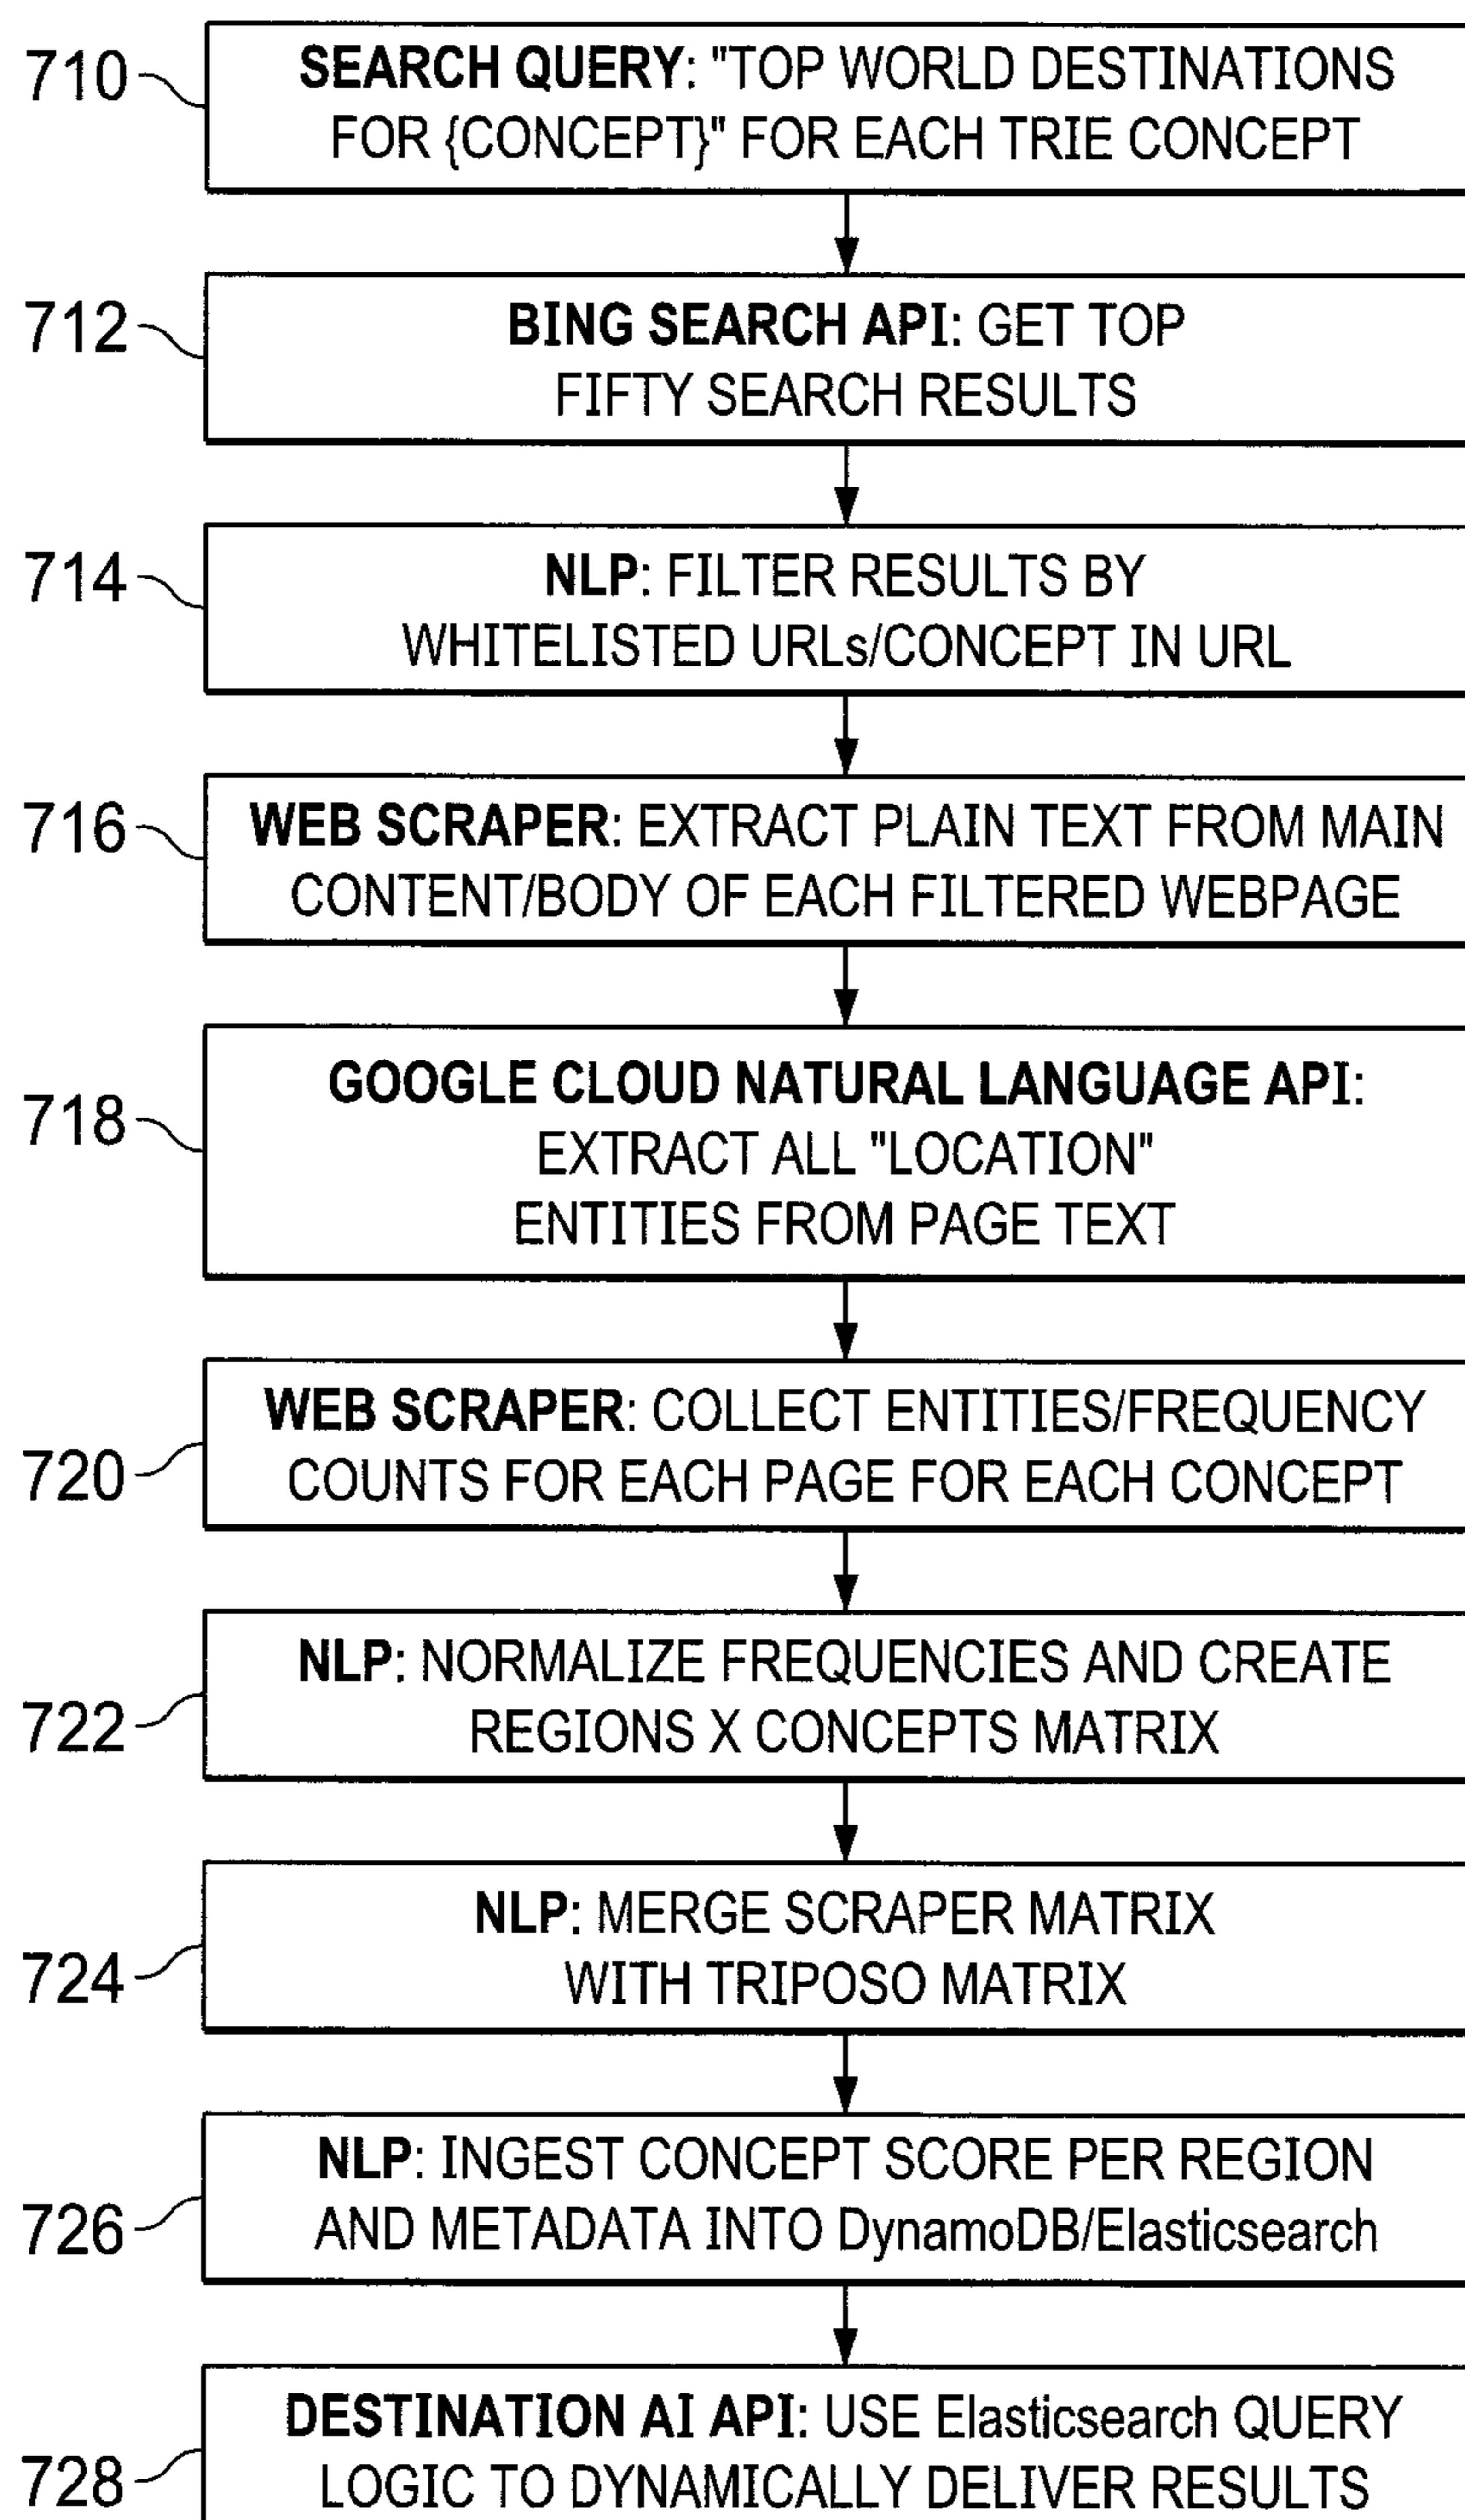 710
SEARCH QUERY: "TOP WORLD DESTINATIONS
FOR {CONCEPT}" FOR EACH TRIE CONCEPT
712
BING SEARCH API: GET TOP
FIFTY SEARCH RESULTS
714
NLP: FILTER RESULTS BY
WHITELISTED URLs/CONCEPT IN URL
716
WEB SCRAPER: EXTRACT PLAIN TEXT FROM MAIN
CONTENT/BODY OF EACH FILTERED WEBPAGE
718
GOOGLE CLOUD NATURAL LANGUAGE API:
EXTRACT ALL "LOCATION"
ENTITIES FROM PAGE TEXT
720
WEB SCRAPER: COLLECT ENTITIES/FREQUENCY
COUNTS FOR EACH PAGE FOR EACH CONCEPT
722
NLP: NORMALIZE FREQUENCIES AND CREATE
REGIONS X CONCEPTS MATRIX
724
NLP: MERGE SCRAPER MATRIX
WITH TRIPOSO MATRIX
726
NLP: INGEST CONCEPT SCORE PER REGION
AND METADATA INTO DynamoDB/Elasticsearch
728
DESTINATION AI API: USE Elasticsearch QUERY
LOGIC TO DYNAMICALLY DELIVER RESULTS